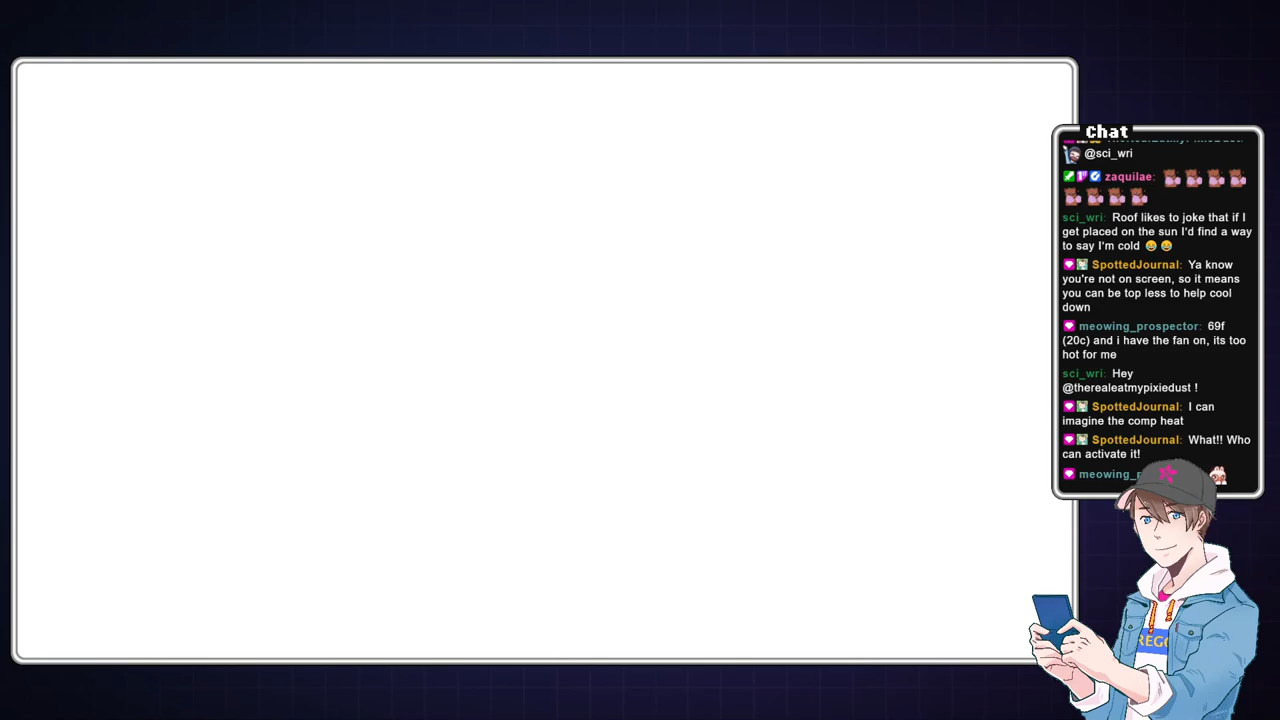 Chat
@sci_wri
zaquilae:
sci_wri: Roof likes to joke that if I
get placed on the sun I'd find a way
to say I'm cold 😂 😂
SpottedJournal: Ya know
you're not on screen, so it means
you can be top less to help cool
down
meowing_prospector: 69f
(20c) and i have the fan on, its too
hot for me
sci_wri: Hey
@therealeatmypixiedust !
SpottedJournal: I can
imagine the comp heat
SpottedJournal: What!! Who
can activate it!
REGO